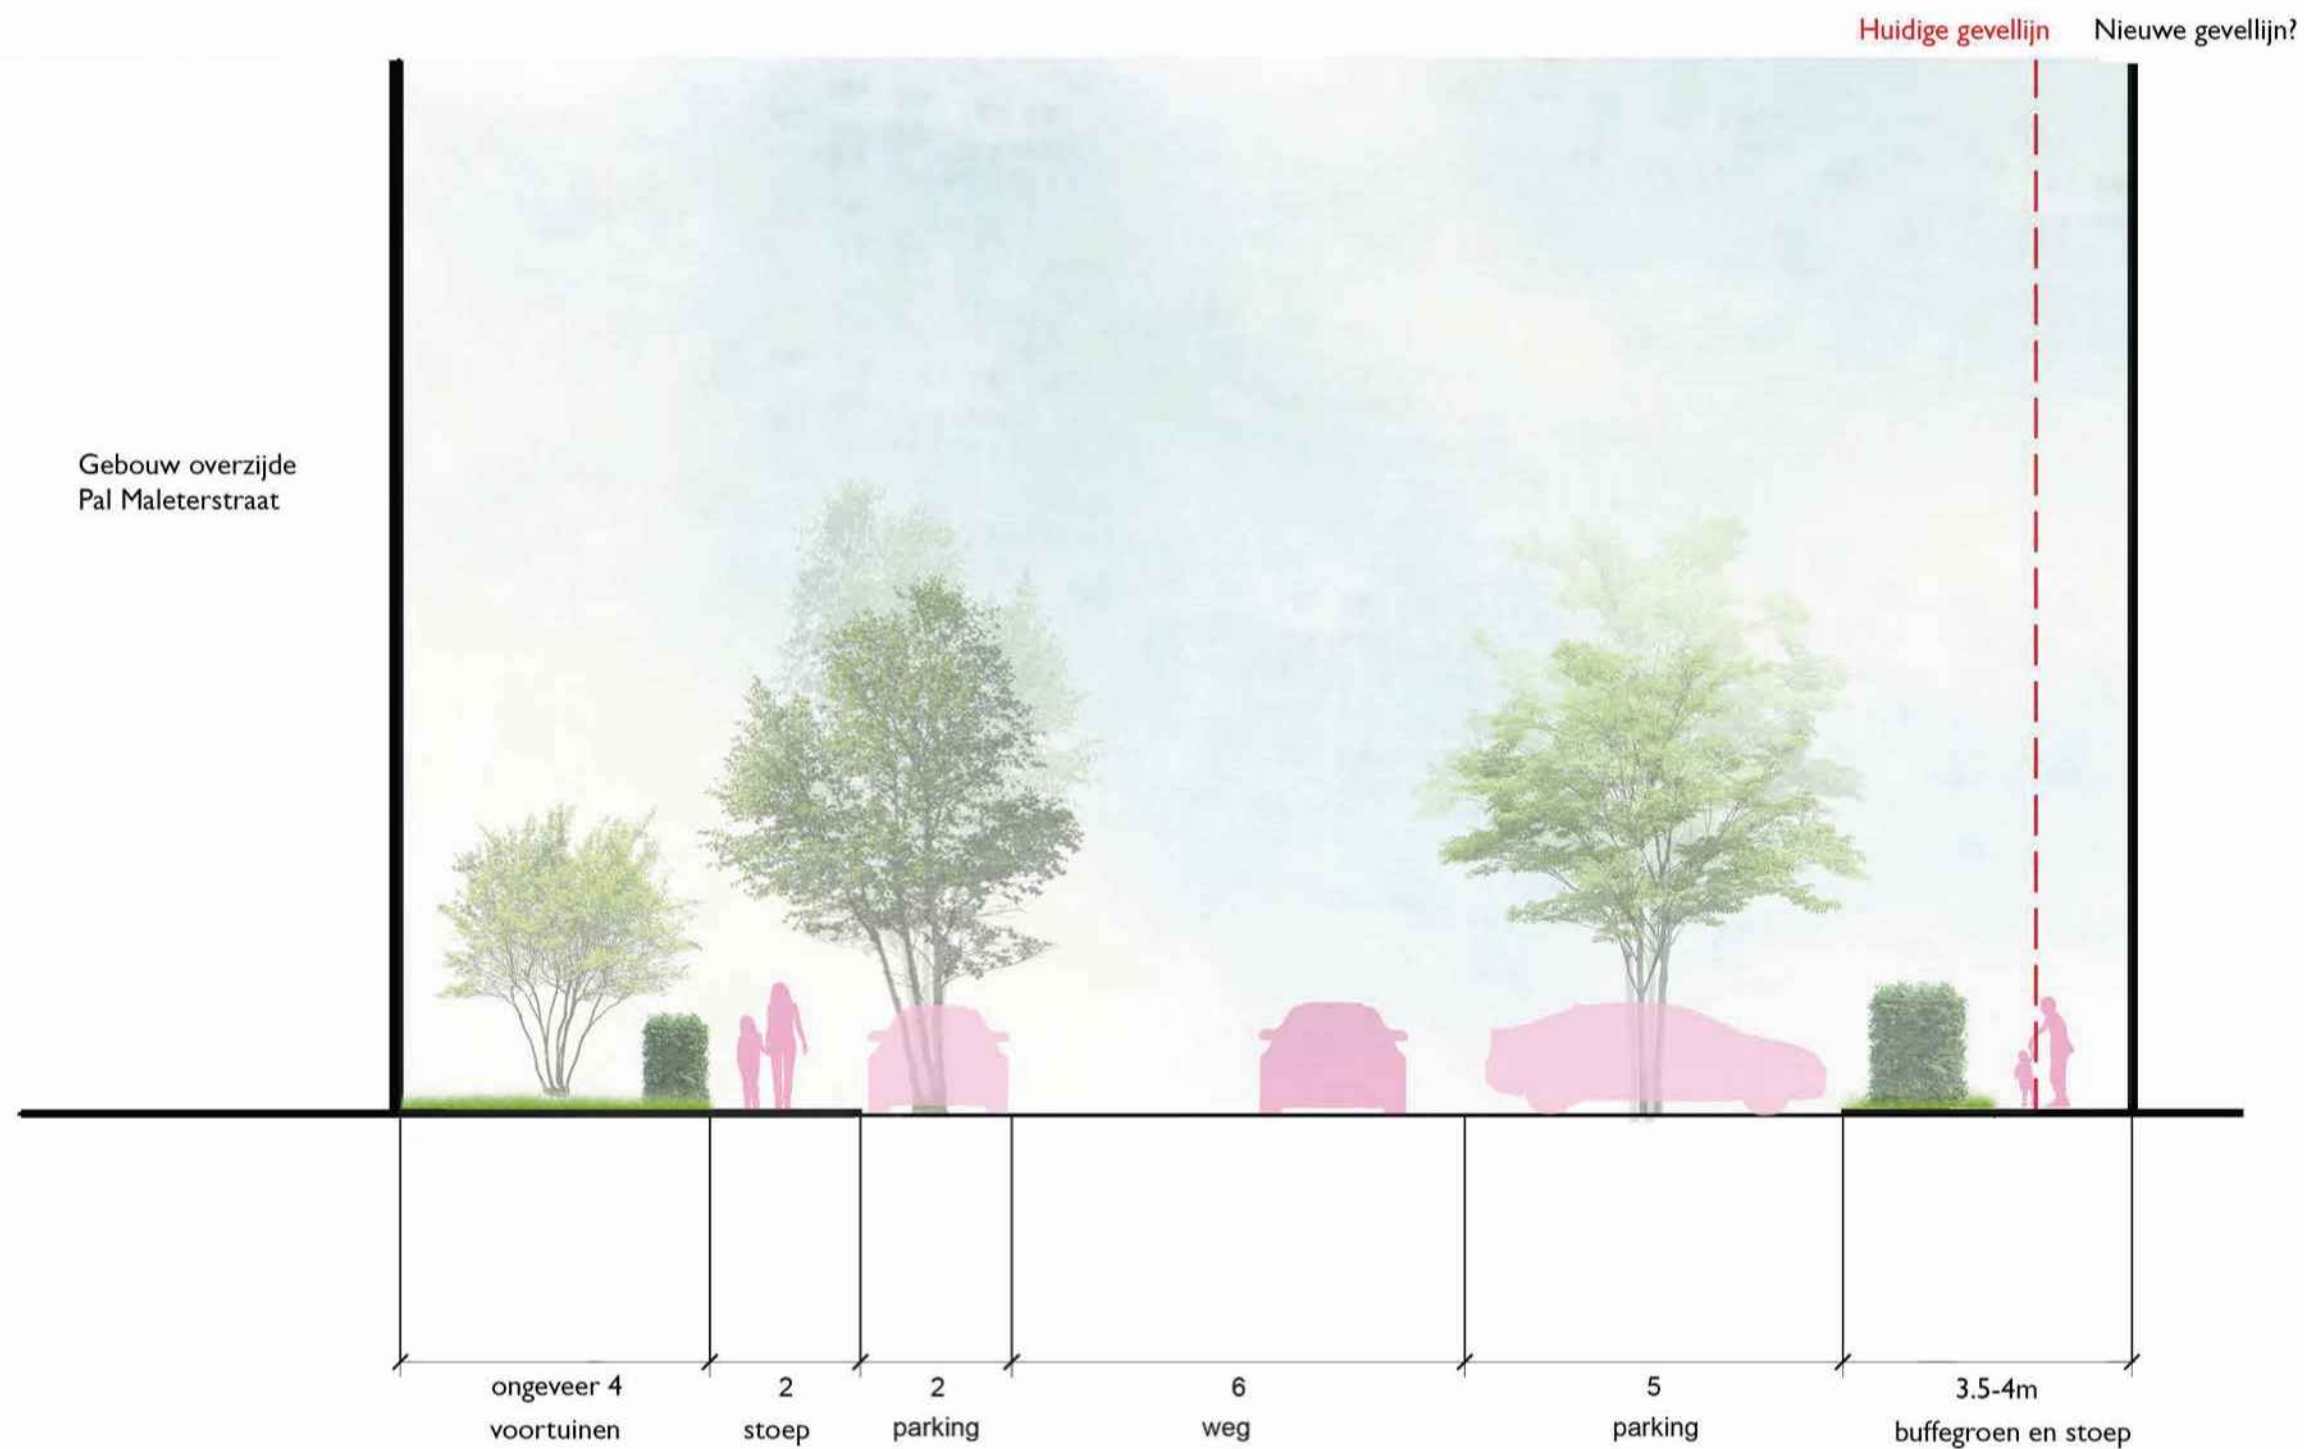 Huidige gevellijn
Nieuwe gevellijn?
Gebouw overzijde
Pal Maleterstraat
ongeveer 4
voortuinen
2
stoep
2
parking
6
weg
5
parking
3.5-4m
buffegroen en stoep